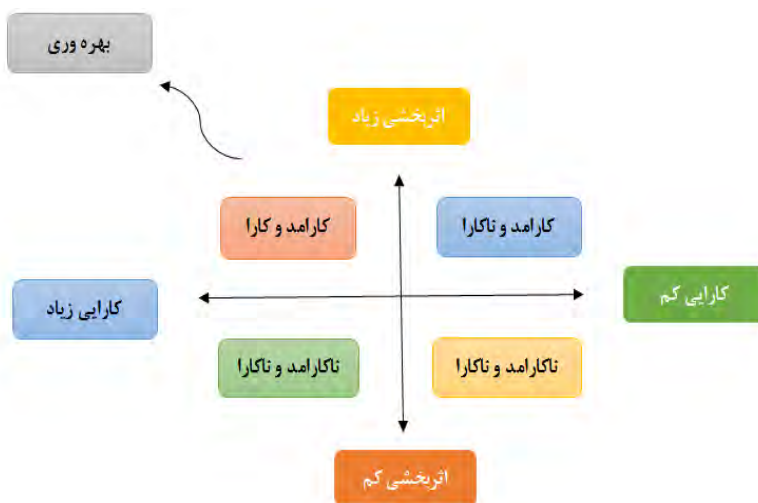 بهره وری
اثربخشی زیاد
کارامد و ناکارا
کارامد و کارا
کارایی کم
کارایی زیاد
ناکارامد و ناکارا
ناکارامد و ناکارا
اثربخشی کم